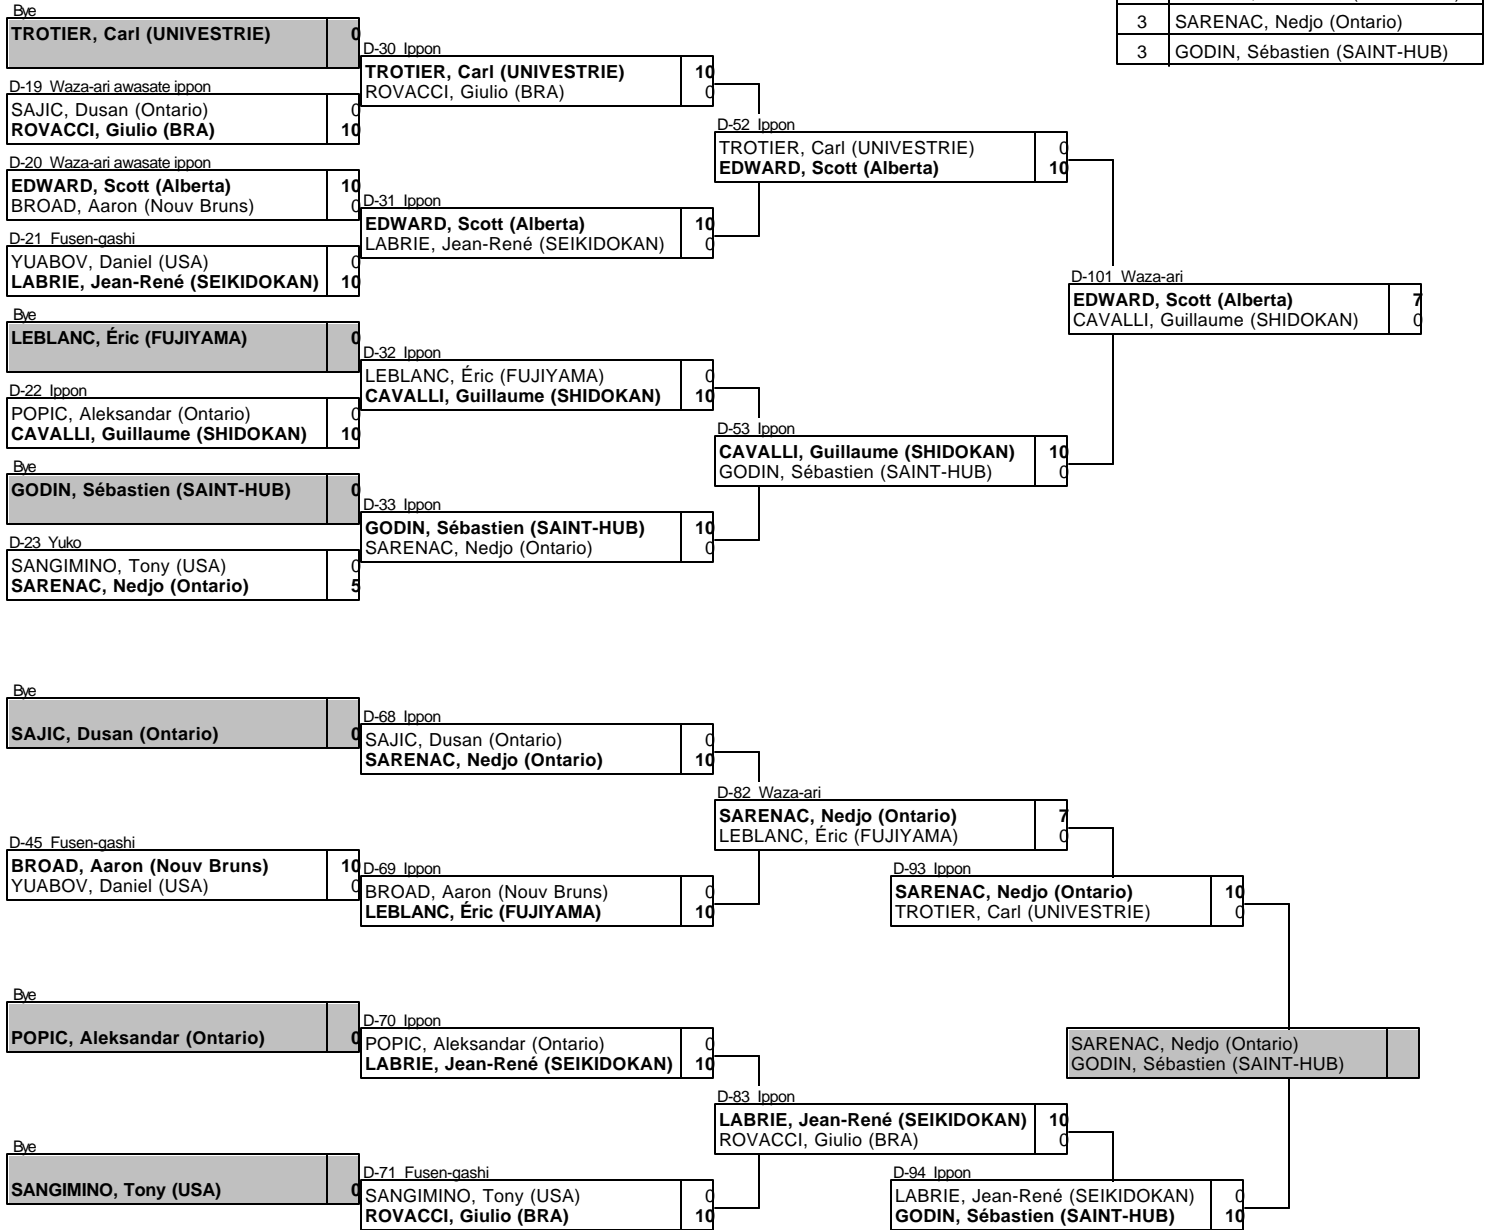 3 SARENAC, Nedjo (Ontario)
3 GODIN, Sébastien (SAINT-HUB)
Bye
TROTIER, Carl (UNIVESTRIE) 0
D-19 Waza-ari awasate ippon
SAJIC, Dusan (Ontario) 0
ROVACCI, Giulio (BRA) 10
D-20 Waza-ari awasate ippon
EDWARD, Scott (Alberta) 10
BROAD, Aaron (Nouv Bruns) 0
D-21 Fusen-gashi
YUABOV, Daniel (USA) 0
LABRIE, Jean-René (SEIKIDOKAN) 10
Bye
LEBLANC, Éric (FUJIYAMA) 0
D-22 Ippon
POPIC, Aleksandar (Ontario) 0
CAVALLI, Guillaume (SHIDOKAN) 10
Bye
GODIN, Sébastien (SAINT-HUB) 0
D-23 Yuko
SANGIMINO, Tony (USA) 0
SARENAC, Nedjo (Ontario) 5
D-30 Ippon
TROTIER, Carl (UNIVESTRIE) 10
ROVACCI, Giulio (BRA) 0
D-31 Ippon
EDWARD, Scott (Alberta) 10
LABRIE, Jean-René (SEIKIDOKAN) 0
D-32 Ippon
LEBLANC, Éric (FUJIYAMA) 0
CAVALLI, Guillaume (SHIDOKAN) 10
D-33 Ippon
GODIN, Sébastien (SAINT-HUB) 10
SARENAC, Nedjo (Ontario) 0
D-52 Ippon
TROTIER, Carl (UNIVESTRIE) 0
EDWARD, Scott (Alberta) 10
D-53 Ippon
CAVALLI, Guillaume (SHIDOKAN) 10
GODIN, Sébastien (SAINT-HUB) 0
D-101 Waza-ari
EDWARD, Scott (Alberta) 7
CAVALLI, Guillaume (SHIDOKAN) 0
Bye
SAJIC, Dusan (Ontario) 0
D-45 Fusen-gashi
BROAD, Aaron (Nouv Bruns) 10
YUABOV, Daniel (USA) 0
Bye
POPIC, Aleksandar (Ontario) 0
Bye
SANGIMINO, Tony (USA) 0
D-68 Ippon
SAJIC, Dusan (Ontario) 0
SARENAC, Nedjo (Ontario) 10
D-69 Ippon
BROAD, Aaron (Nouv Bruns) 0
LEBLANC, Éric (FUJIYAMA) 10
D-70 Ippon
POPIC, Aleksandar (Ontario) 0
LABRIE, Jean-René (SEIKIDOKAN) 10
D-71 Fusen-gashi
SANGIMINO, Tony (USA) 0
ROVACCI, Giulio (BRA) 10
D-82 Waza-ari
SARENAC, Nedjo (Ontario) 7
LEBLANC, Éric (FUJIYAMA) 0
D-83 Ippon
LABRIE, Jean-René (SEIKIDOKAN) 10
ROVACCI, Giulio (BRA) 0
D-93 Ippon
SARENAC, Nedjo (Ontario) 10
TROTIER, Carl (UNIVESTRIE) 0
D-94 Ippon
LABRIE, Jean-René (SEIKIDOKAN) 0
GODIN, Sébastien (SAINT-HUB) 10
SARENAC, Nedjo (Ontario)
GODIN, Sébastien (SAINT-HUB)